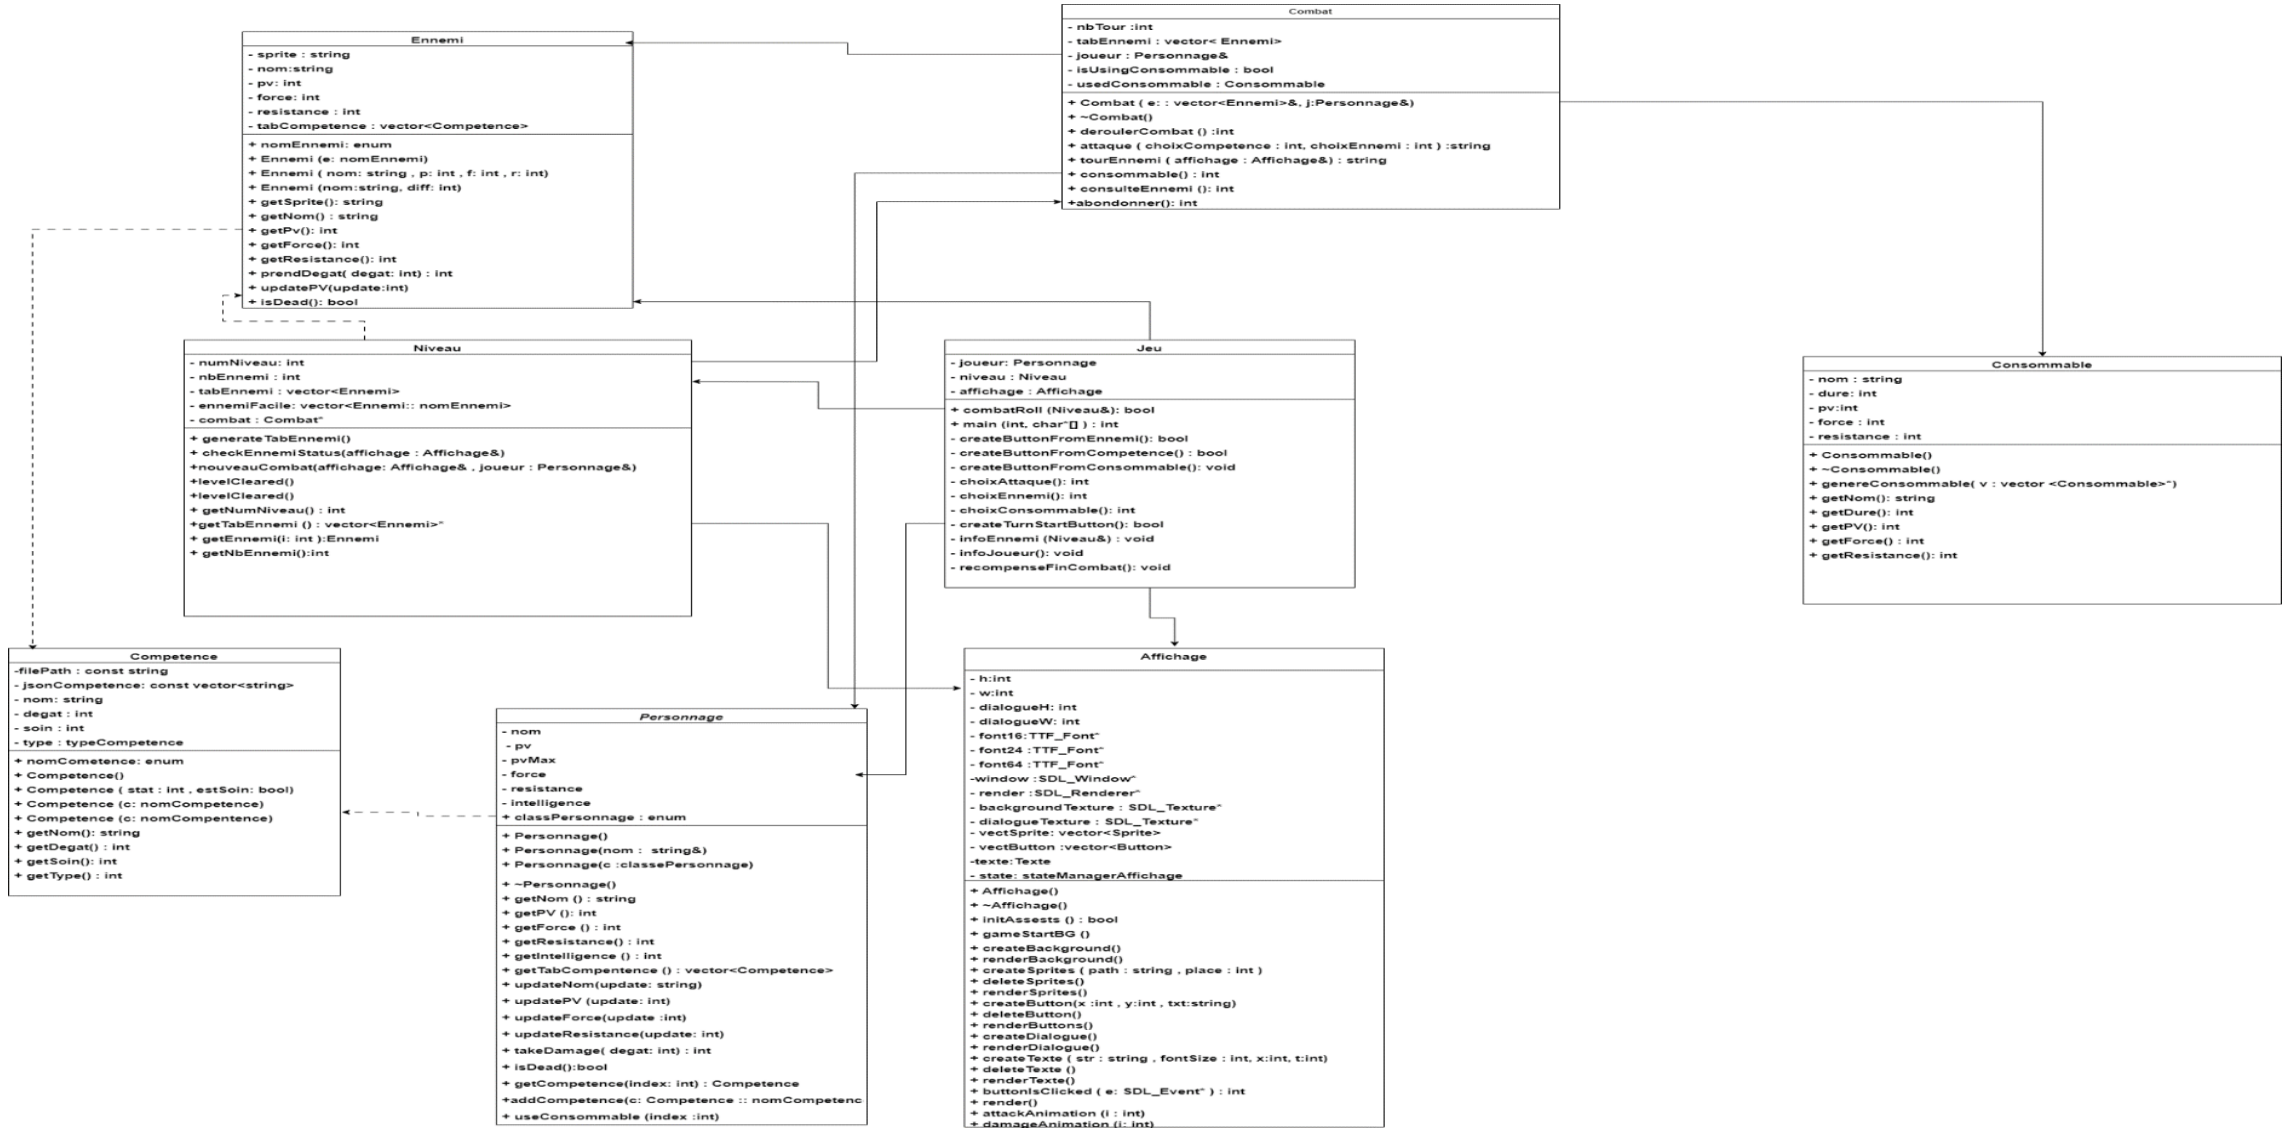 Combat
- nbTour :int
- tabEnnemi : vector< Ennemi>
- joueur : Personnage&
- isUsingConsommable : bool
- usedConsommable : Consommable
+ Combat ( e: : vector<Ennemi>&, j:Personnage&)
+ ~Combat()
+ deroulerCombat () :int
+ attaque ( choixCompetence : int, choixEnnemi : int ) :string
+ tourEnnemi ( affichage : Affichage&) : string
+ consommable() : int
+ consulteEnnemi (): int
+abondonner(): int
Ennemi
- sprite : string
- nom:string
- pv: int
- force: int
- resistance : int
- tabCompetence : vector<Competence>
+ nomEnnemi: enum
+ Ennemi (e: nomEnnemi)
+ Ennemi ( nom: string , p: int , f: int , r: int)
+ Ennemi (nom:string, diff: int)
+ getSprite(): string
+ getNom() : string
+ getPv(): int
+ getForce(): int
+ getResistance(): int
+ prendDegat( degat: int) : int
+ updatePV(update:int)
+ isDead(): bool
Niveau
- numNiveau: int
- nbEnnemi : int
- tabEnnemi : vector<Ennemi>
- ennemiFacile: vector<Ennemi:: nomEnnemi>
- combat : Combat*
+ generateTabEnnemi()
+ checkEnnemiStatus(affichage : Affichage&)
+nouveauCombat(affichage: Affichage& , joueur : Personnage&)
+levelCleared()
+levelCleared()
+ getNumNiveau() : int
+getTabEnnemi () : vector<Ennemi>*
+ getEnnemi(i: int ):Ennemi
+ getNbEnnemi():int
Jeu
- joueur: Personnage
- niveau : Niveau
- affichage : Affichage
+ combatRoll (Niveau&): bool
+ main (int, char*[] ) : int
- createButtonFromEnnemi(): bool
- createButtonFromCompetence() : bool
- createButtonFromConsommable(): void
- choixAttaque(): int
- choixEnnemi(): int
- choixConsommable(): int
- createTurnStartButton(): bool
- infoEnnemi (Niveau&) : void
- infoJoueur(): void
- recompenseFinCombat(): void
Consommable
- nom : string
- dure: int
- pv:int
- force : int
- resistance : int
+ Consommable()
+ ~Consommable()
+ genereConsommable( v : vector <Consommable>*)
+ getNom(): string
+ getDure(): int
+ getPV(): int
+ getForce() : int
+ getResistance(): int
Competence
-filePath : const string
- jsonCompetence: const vector<string>
- nom: string
- degat : int
- soin : int
- type : typeCompetence
+ nomCometence: enum
+ Competence()
+ Competence ( stat : int , estSoin: bool)
+ Competence (c: nomCompetence)
+ Competence (c: nomCompentence)
+ getNom(): string
+ getDegat() : int
+ getSoin(): int
+ getType() : int
Personnage
- nom
- pv
- pvMax
- force
- resistance
- intelligence
+ classPersonnage : enum
+ Personnage()
+ Personnage(nom : string&)
+ Personnage(c :classePersonnage)
+ ~Personnage()
+ getNom () : string
+ getPV (): int
+ getForce () : int
+ getResistance() : int
+ getIntelligence () : int
+ getTabCompentence () : vector<Competence>
+ updateNom(update: string)
+ updatePV (update: int)
+ updateForce(update :int)
+ updateResistance(update: int)
+ takeDamage( degat: int) : int
+ isDead():bool
+ getCompetence(index: int) : Competence
+addCompetence(c: Competence :: nomCompetenc
+ useConsommable (index :int)
Affichage
- h:int
- w:int
- dialogueH: int
- dialogueW: int
- font16:TTF_Font*
- font24 :TTF_Font*
- font64 :TTF_Font*
-window :SDL_Window*
- render :SDL_Renderer*
- backgroundTexture : SDL_Texture*
- dialogueTexture : SDL_Texture*
- vectSprite: vector<Sprite>
- vectButton :vector<Button>
-texte:Texte
- state: stateManagerAffichage
+ Affichage()
+ ~Affichage()
+ initAssests () : bool
+ gameStartBG ()
+ createBackground()
+ renderBackground()
+ createSprites ( path : string , place : int )
+ deleteSprites()
+ renderSprites()
+ createButton(x :int , y:int , txt:string)
+ deleteButton()
+ renderButtons()
+ createDialogue()
+ renderDialogue()
+ createTexte ( str : string , fontSize : int, x:int, t:int)
+ deleteTexte ()
+ renderTexte()
+ buttonIsClicked ( e: SDL_Event* ) : int
+ render()
+ attackAnimation (i : int)
+ damageAnimation (i: int)